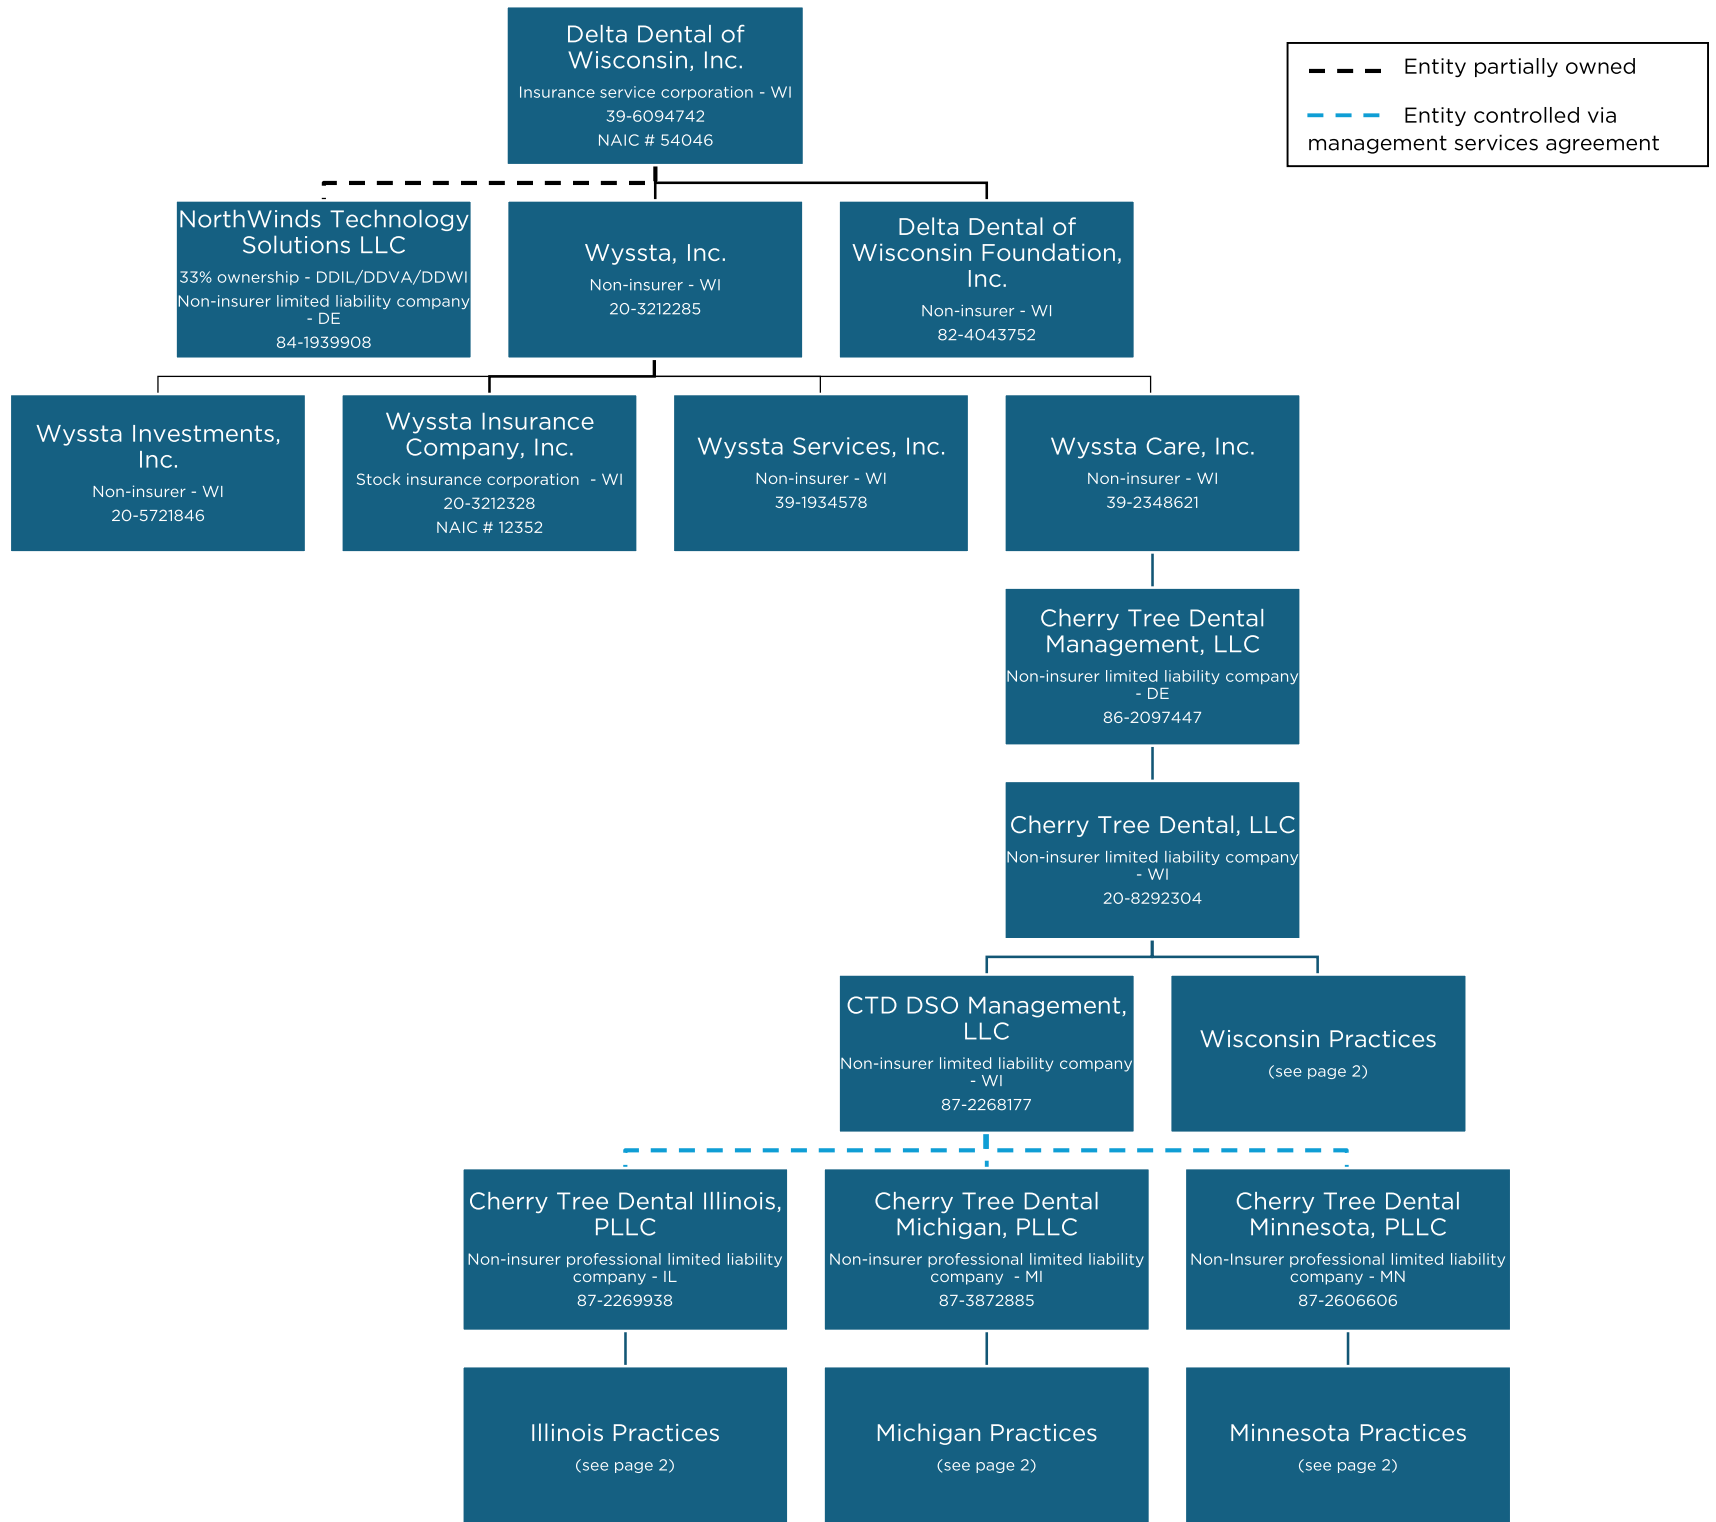 Delta Dental of
Wisconsin, Inc.
Insurance service corporation - WI
39-6094742
NAIC # 54046
Entity partially owned
Entity controlled via
management services agreement
NorthWinds Technology
Solutions LLC
33% ownership - DDIL/DDVA/DDWI
Non-insurer limited liability company
- DE
84-1939908
Wyssta, Inc.
Non-insurer - WI
20-3212285
Delta Dental of
Wisconsin Foundation,
Inc.
Non-insurer - WI
82-4043752
Wyssta Investments,
Inc.
Non-insurer - WI
20-5721846
Wyssta Insurance
Company, Inc.
Stock insurance corporation  - WI
20-3212328
NAIC # 12352
Wyssta Services, Inc.
Non-insurer - WI
39-1934578
Wyssta Care, Inc.
Non-insurer - WI
39-2348621
Cherry Tree Dental
Management, LLC
Non-insurer limited liability company
- DE
86-2097447
Cherry Tree Dental, LLC
Non-insurer limited liability company
- WI
20-8292304
CTD DSO Management,
LLC
Non-insurer limited liability company
- WI
87-2268177
Wisconsin Practices
(see page 2)
Cherry Tree Dental Illinois,
PLLC
Non-insurer professional limited liability
company - IL
87-2269938
Cherry Tree Dental
Michigan, PLLC
Non-insurer professional limited liability
company  - MI
87-3872885
Cherry Tree Dental
Minnesota, PLLC
Non-Insurer professional limited liability
company - MN
87-2606606
Illinois Practices
(see page 2)
Michigan Practices
(see page 2)
Minnesota Practices
(see page 2)